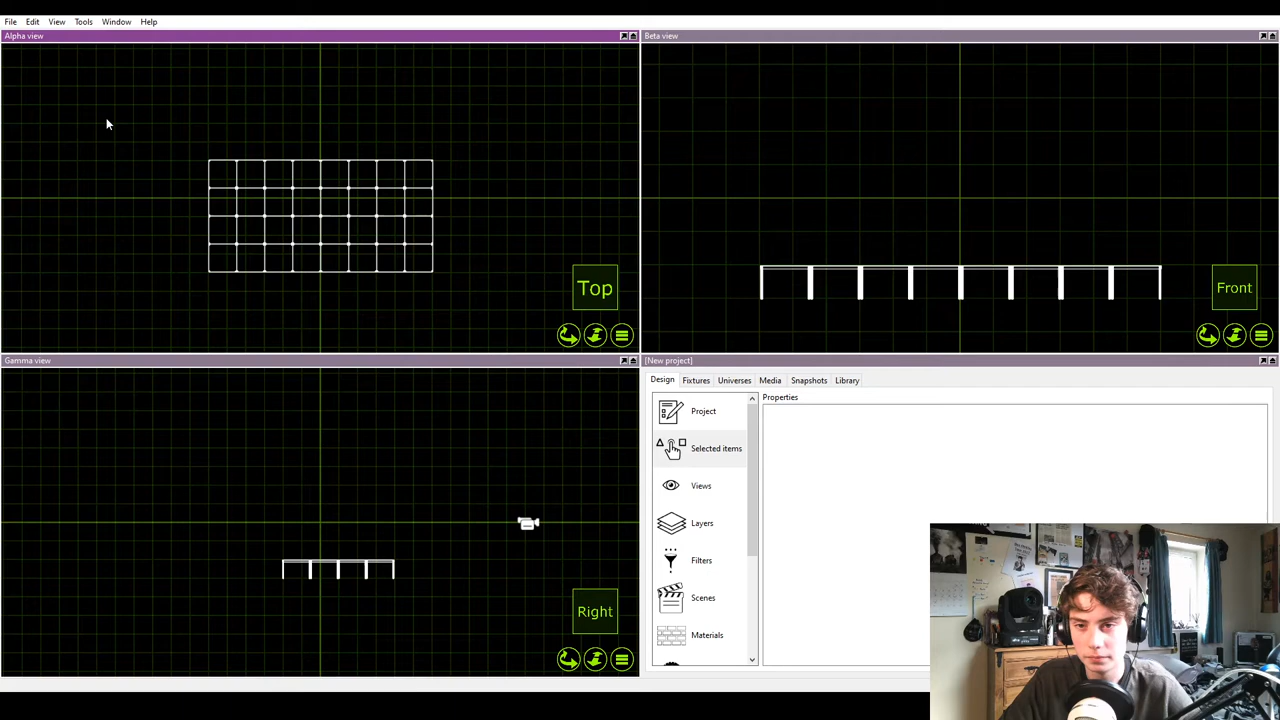 File Edit View Tools Window Help
Alpha view
Beta view
Top
Front
Gamma view
[New project]
Design Fixtures Universes Media Snapshots Library
Properties
Project
Selected items
Views
Layers
Filters
Scenes
Materials
Right